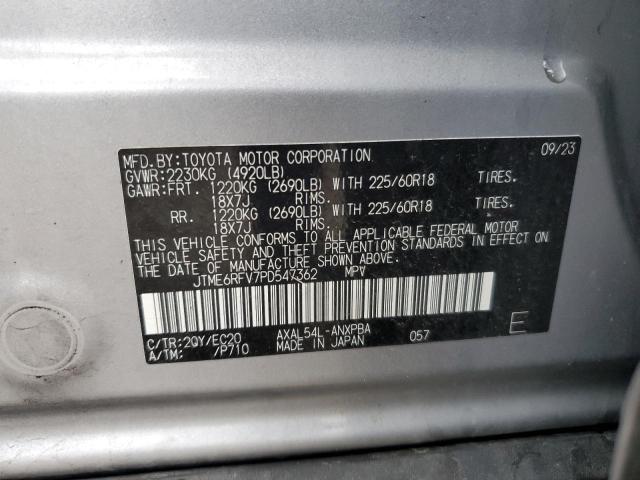 MFD. BY:TOYOTA MOTOR CORPORATION 09/23
GVWR:2230KG (4920LB)
GAWR:FRT. 1220KG (2690LB) WITH 225/60R18 TIRES.
18X7J RIMS.
RR. 1220KG (2690LB) WITH 225/60R18 TIRES.
18X7J RIMS.
THIS VEHICLE CONFORMS TO ALL APPLICABLE FEDERAL MOTOR
VEHICLE SAFETY AND THEFT PREVENTION STANDARDS IN EFFECT ON
THE DATE OF MANUFACTURE SHOWN ABOVE.
JTME6RFV7PD547362 MPV
C/TR:2QY/EC20 AXAL54L-ANXPBA 057 E
A/TM: /P710 MADE IN JAPAN